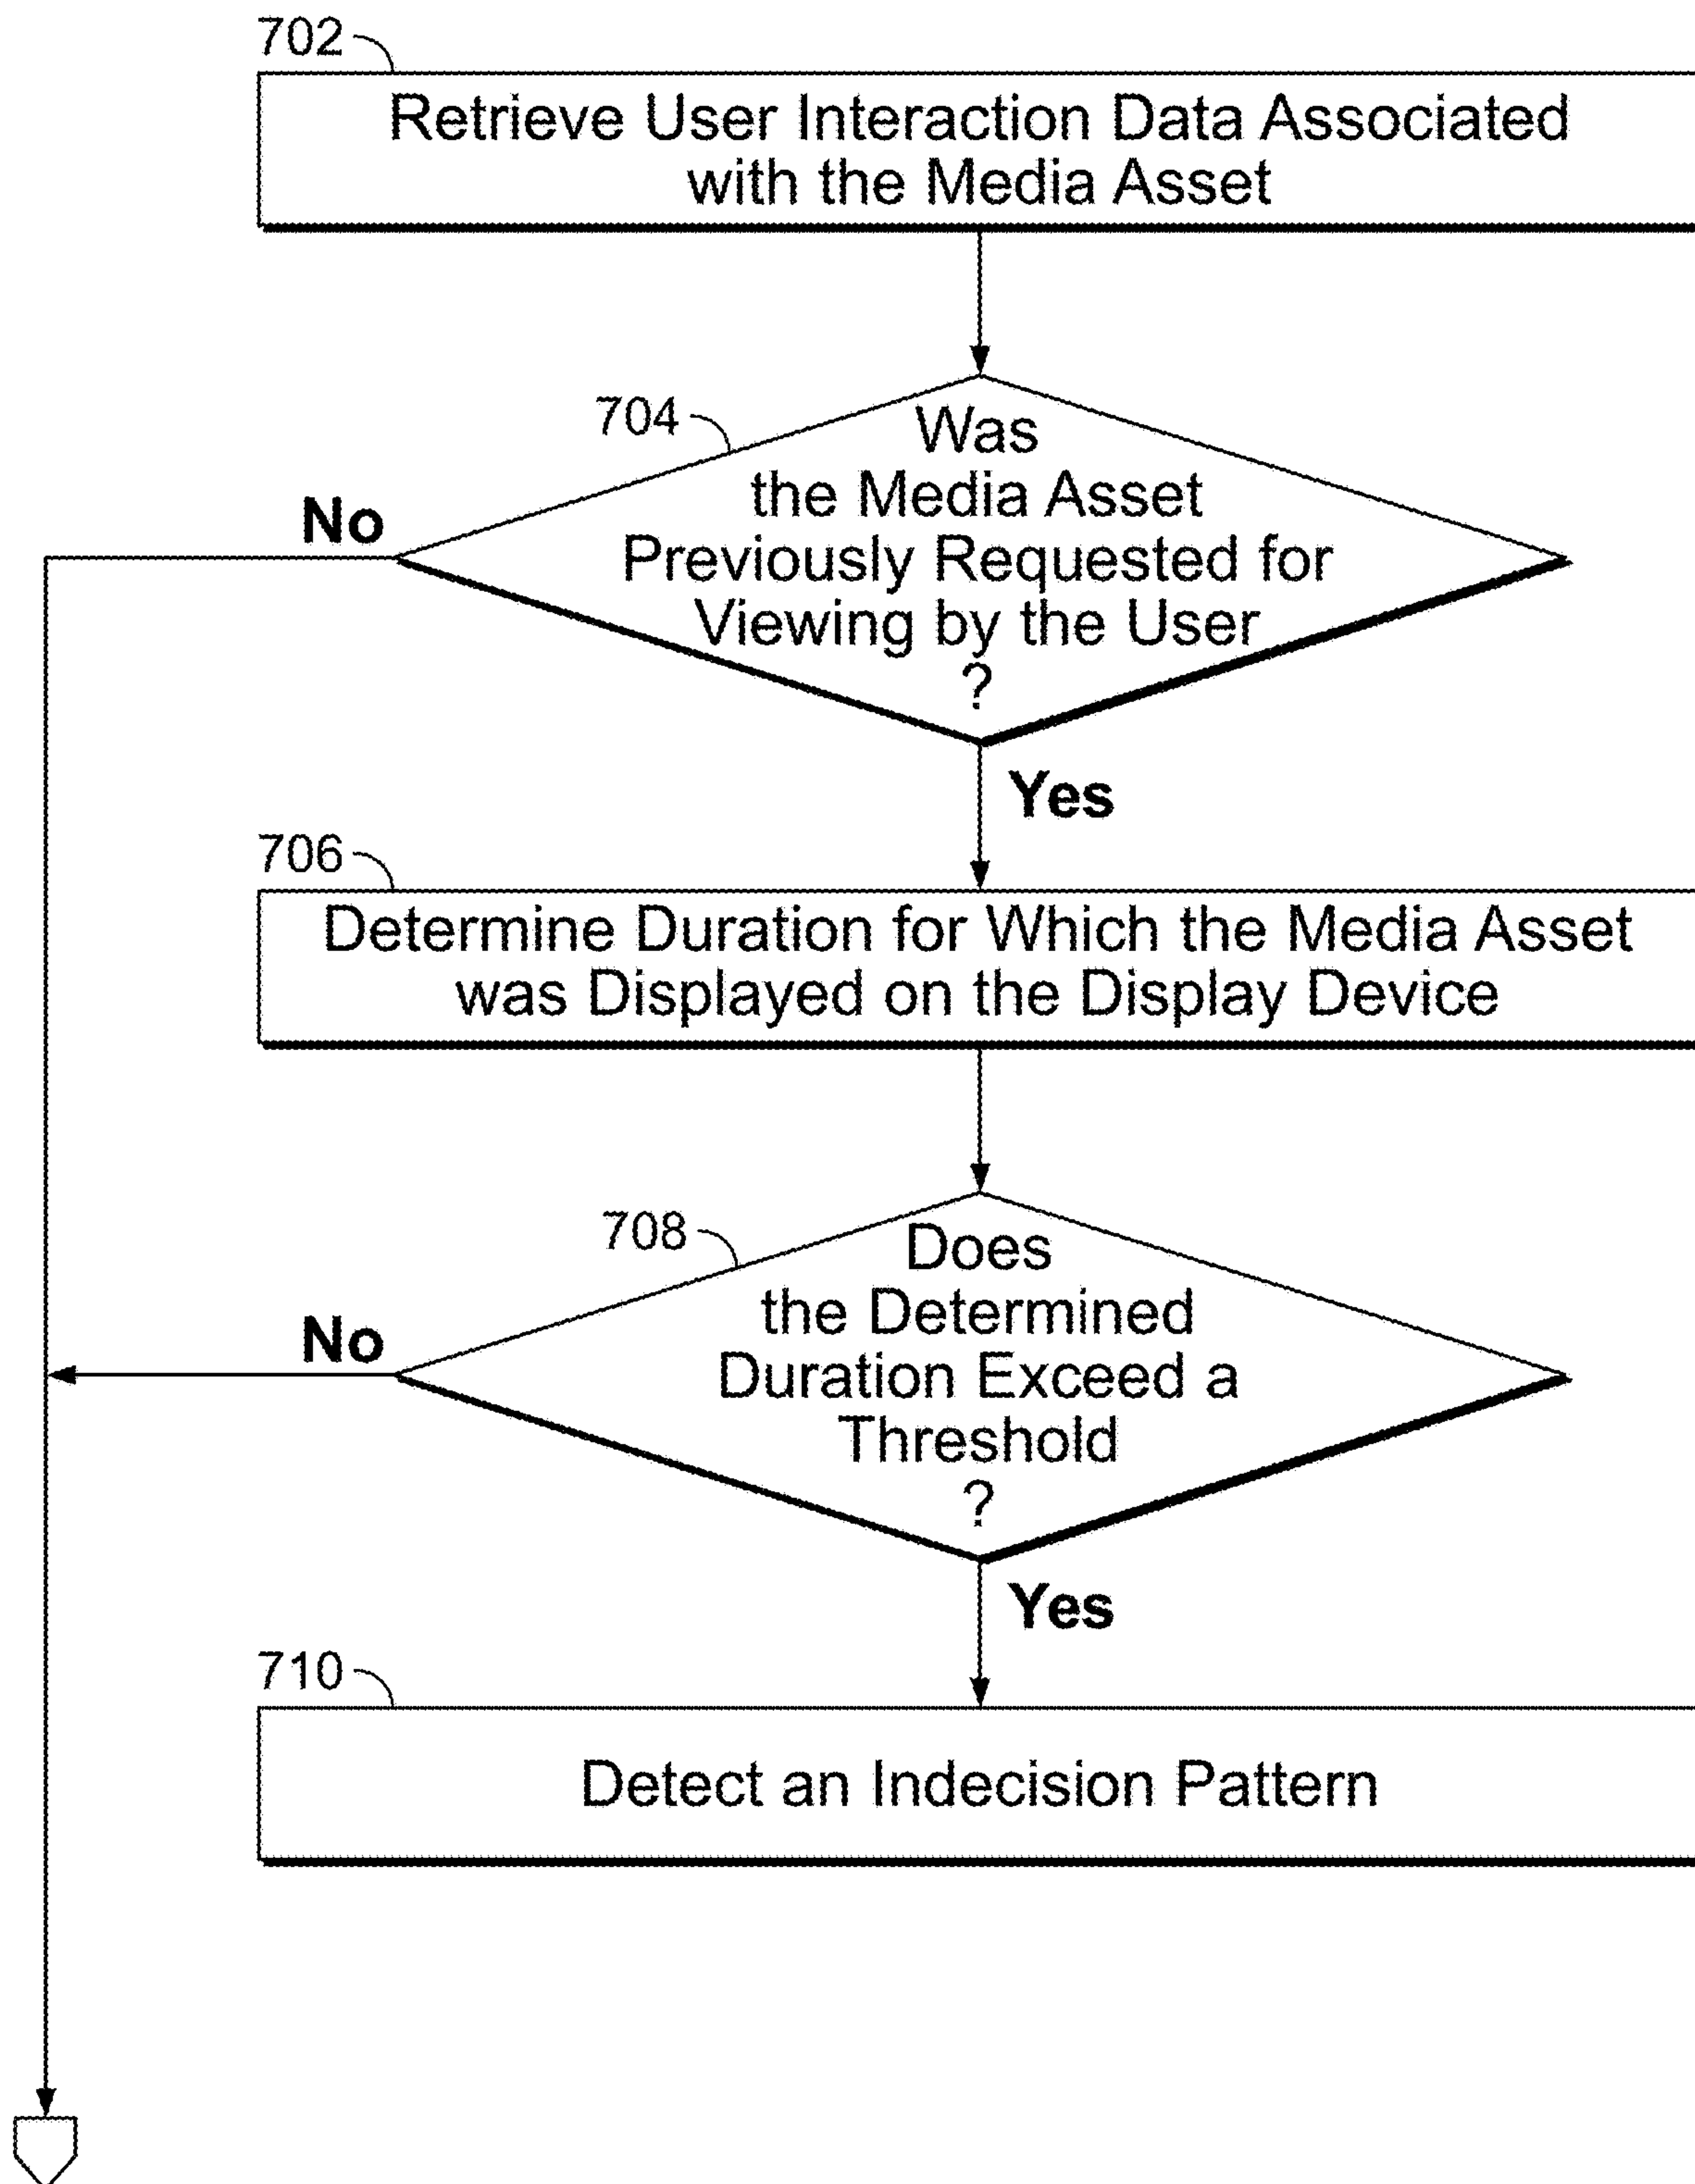 702
Retrieve User Interaction Data Associated
with the Media Asset
704
Was
the Media Asset
Previously Requested for
Viewing by the User
?
No
Yes
706
Determine Duration for Which the Media Asset
was Displayed on the Display Device
708
Does
the Determined
Duration Exceed a
Threshold
?
No
Yes
710
Detect an Indecision Pattern